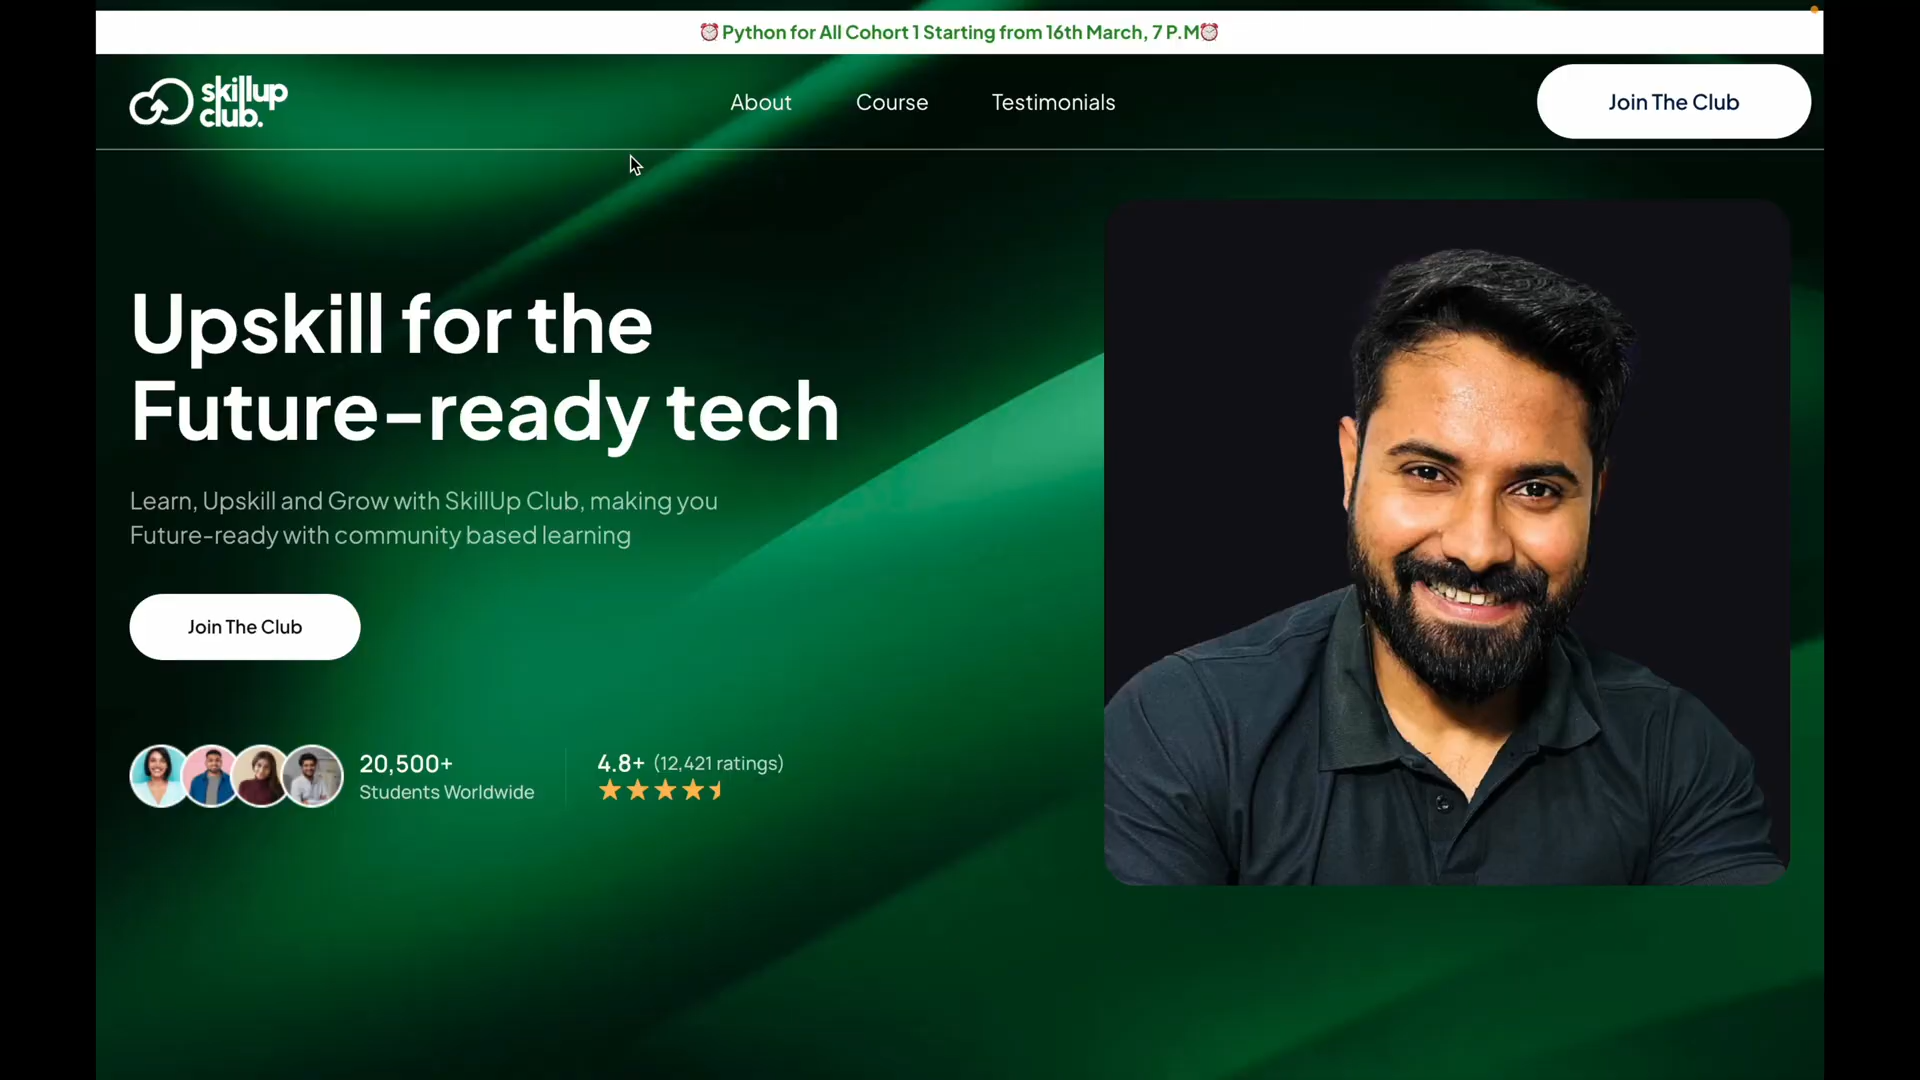 ⏰Python for All Cohort 1 Starting from 16th March, 7 P.M⏰
skillup
club.
About
Course
Testimonials
Join The Club
Upskill for the
Future-ready tech
Learn, Upskill and Grow with SkillUp Club, making you
Future-ready with community based learning
Join The Club
20,500+
Students Worldwide
4.8+ (12,421 ratings)